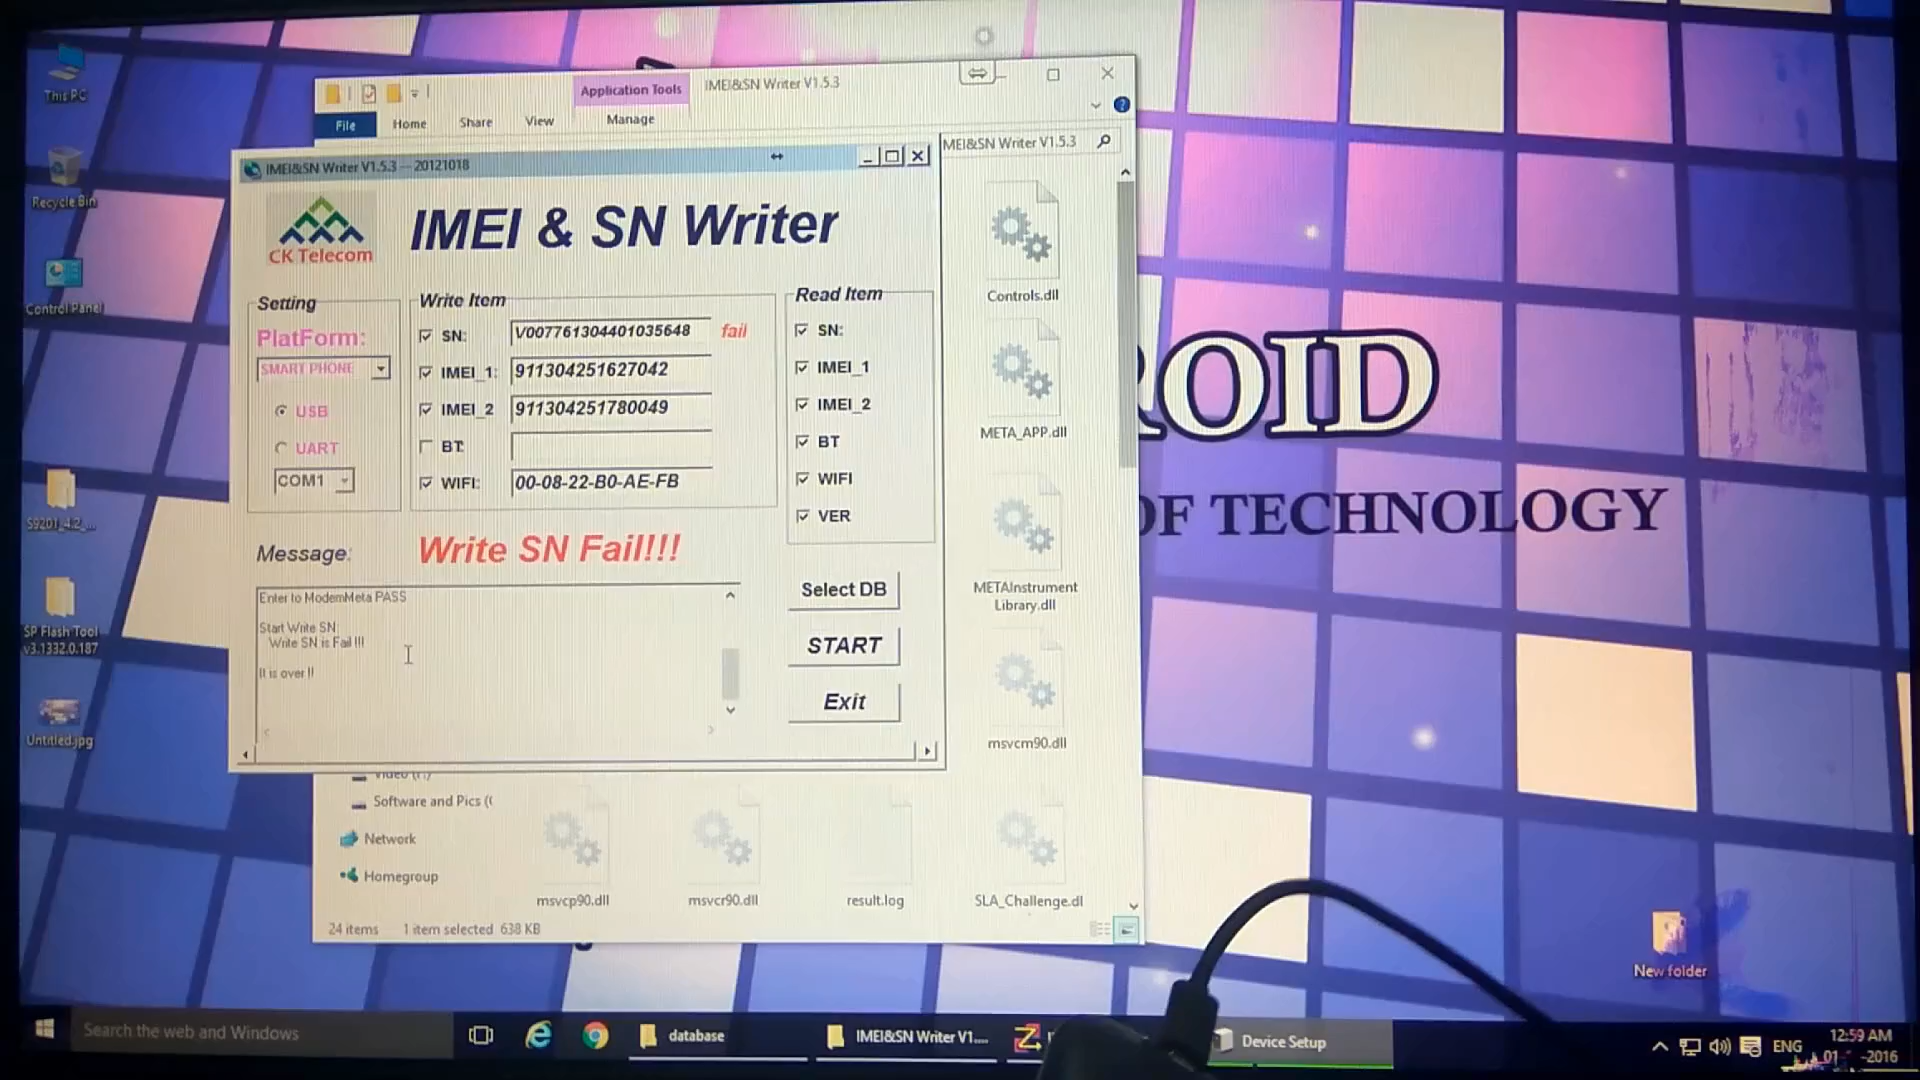 This PC
Recycle Bin
Control Panel
S9201_4.2_...
SP Flash Tool
v3.1332.0.187
Untitled.jpg
Application Tools
IMEI&SN Writer V1.5.3
File
Home
Share
View
Manage
MEI&SN Writer V1.5.3
IMEI&SN Writer V1.5.3 --- 20121018
CK Telecom
IMEI & SN Writer
Setting
PlatForm:
SMART PHONE
USB
UART
COM1
Write Item
SN: V007761304401035648 fail
IMEI_1: 911304251627042
IMEI_2 911304251780049
BT:
WIFI: 00-08-22-B0-AE-FB
Read Item
SN:
IMEI_1
IMEI_2
BT
WIFI
VER
Message: Write SN Fail!!!
Enter to ModemMeta PASS
Start Write SN:
Write SN is Fail !!!
It is over !!
Select DB
START
Exit
Controls.dll
META_APP.dll
METAInstrument
Library.dll
msvcm90.dll
ROID
OF TECHNOLOGY
Software and Pics (
Network
Homegroup
msvcp90.dll
msvcr90.dll
result.log
SLA_Challenge.dl
24 items 1 item selected 638 KB
New folder
Search the web and Windows
database
IMEI&SN Writer V1....
Device Setup
ENG
12:59 AM
-2016